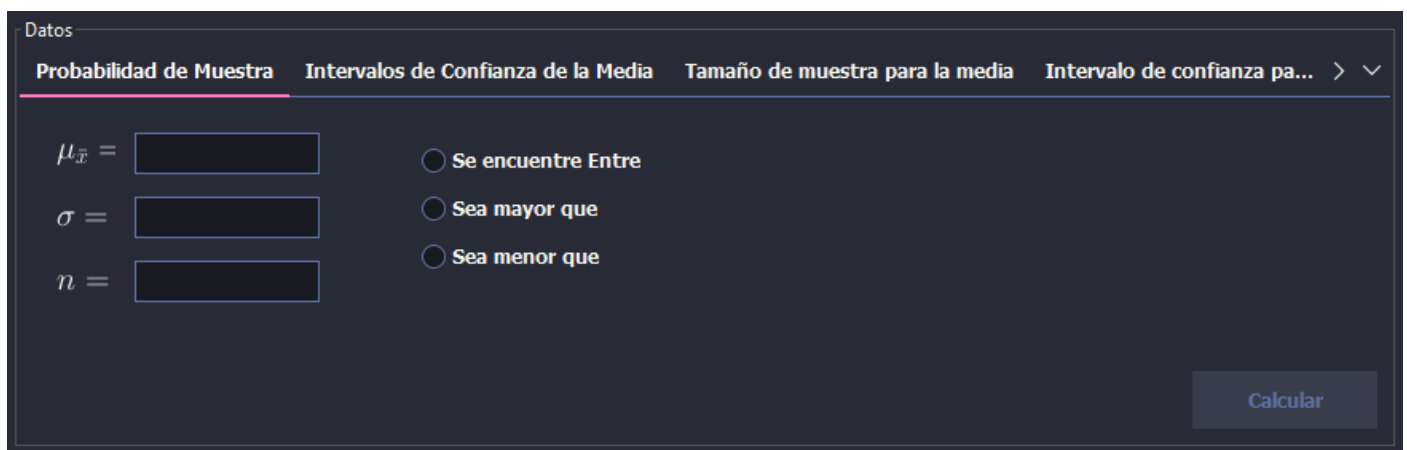 Datos
Probabilidad de Muestra Intervalos de Confianza de la Media Tamaño de muestra para la media Intervalo de confianza pa...
μx̄ =
Se encuentre Entre
σ =
Sea mayor que
n =
Sea menor que
Calcular